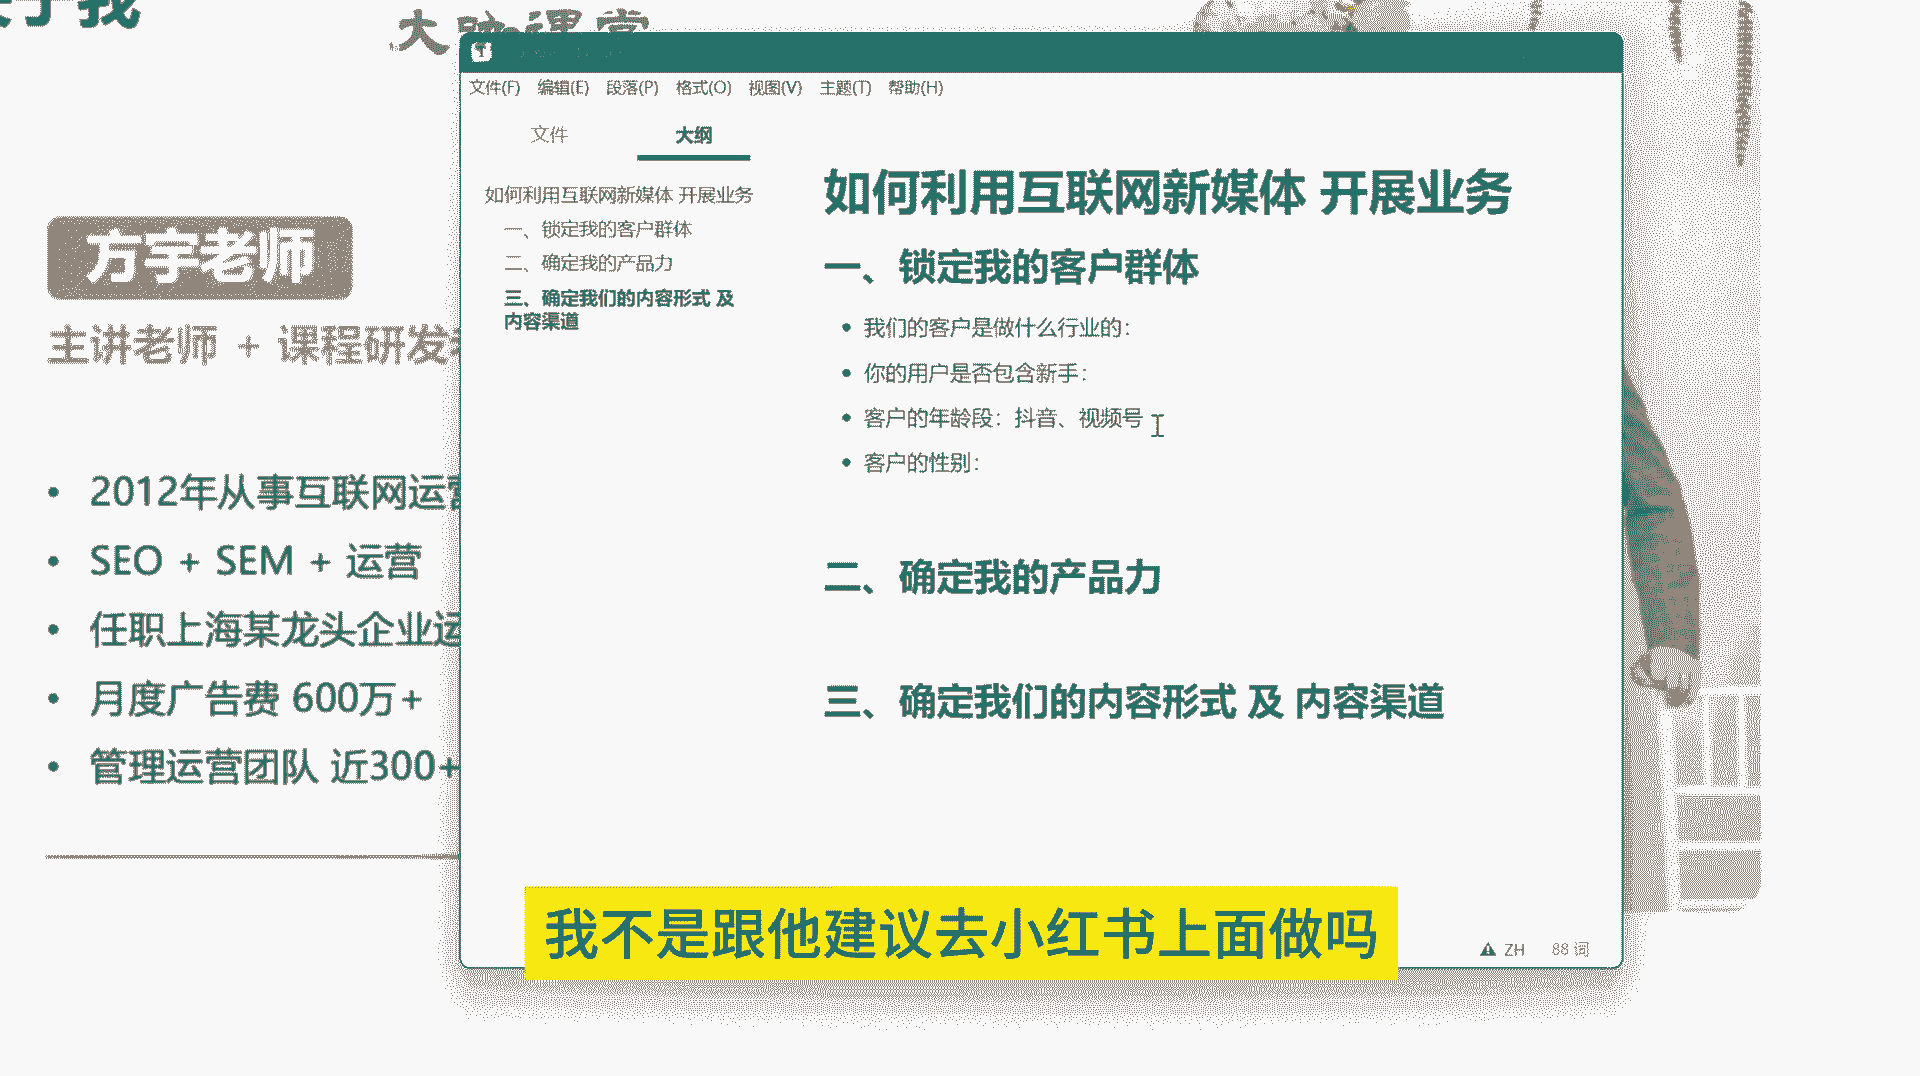 大脸课堂
文件(F) 编辑(E) 段落(P) 格式(O) 视图(V) 主题(T) 帮助(H)
文件 大纲
如何利用互联网新媒体 开展业务
一、锁定我的客户群体
二、确定我的产品力
三、确定我们的内容形式 及
内容渠道
如何利用互联网新媒体 开展业务
一、锁定我的客户群体
我们的客户是做什么行业的：
你的用户是否包含新手：
客户的年龄段：抖音、视频号
客户的性别：
二、确定我的产品力
三、确定我们的内容形式 及 内容渠道
ZH 88 词
方宇老师
主讲老师 + 课程研发
• 2012年从事互联网运营
• SEO + SEM + 运营
• 任职上海某龙头企业运
• 月度广告费 600万+
• 管理运营团队 近300+
我不是跟他建议去小红书上面做吗